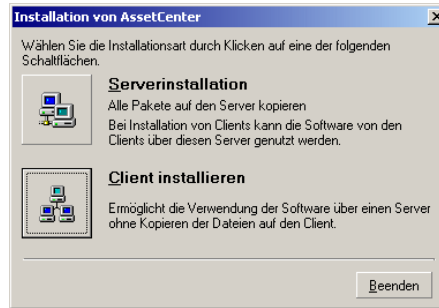 Installation von AssetCenter
Wählen Sie die Installationsart durch Klicken auf eine der folgenden
Schaltflächen.
Serverinstallation
Alle Pakete auf den Server kopieren
Bei Installation von Clients kann die Software von den
Clients über diesen Server genutzt werden.
Client installieren
Ermöglicht die Verwendung der Software über einen Server
ohne Kopieren der Dateien auf den Client.
Beenden